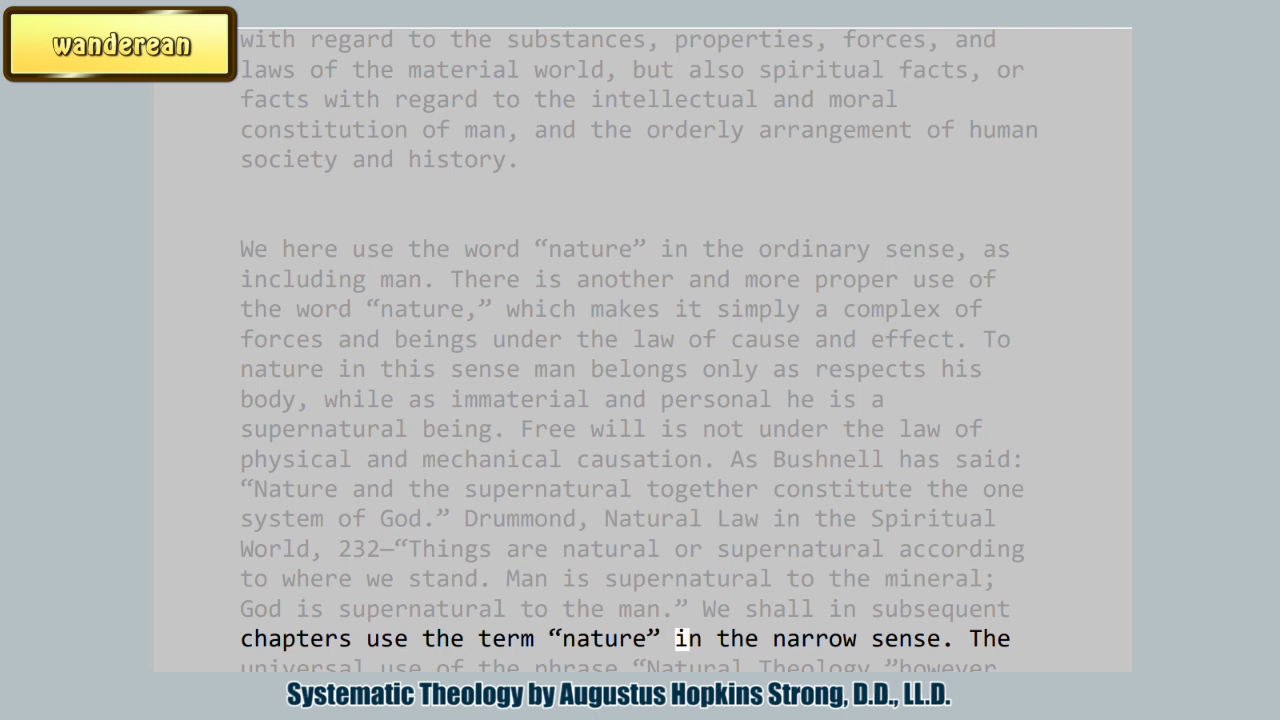 wanderean
with regard to the substances, properties, forces, and
laws of the material world, but also spiritual facts, or
facts with regard to the intellectual and moral
constitution of man, and the orderly arrangement of human
society and history.
We here use the word “nature” in the ordinary sense, as
including man. There is another and more proper use of
the word “nature,” which makes it simply a complex of
forces and beings under the law of cause and effect. To
nature in this sense man belongs only as respects his
body, while as immaterial and personal he is a
supernatural being. Free will is not under the law of
physical and mechanical causation. As Bushnell has said:
“Nature and the supernatural together constitute the one
system of God.” Drummond, Natural Law in the Spiritual
World, 232—“Things are natural or supernatural according
to where we stand. Man is supernatural to the mineral;
God is supernatural to the man.” We shall in subsequent
chapters use the term “nature” in the narrow sense. The
universal use of the phrase “Natural Theology,”however,
Systematic Theology by Augustus Hopkins Strong, D.D., LL.D.